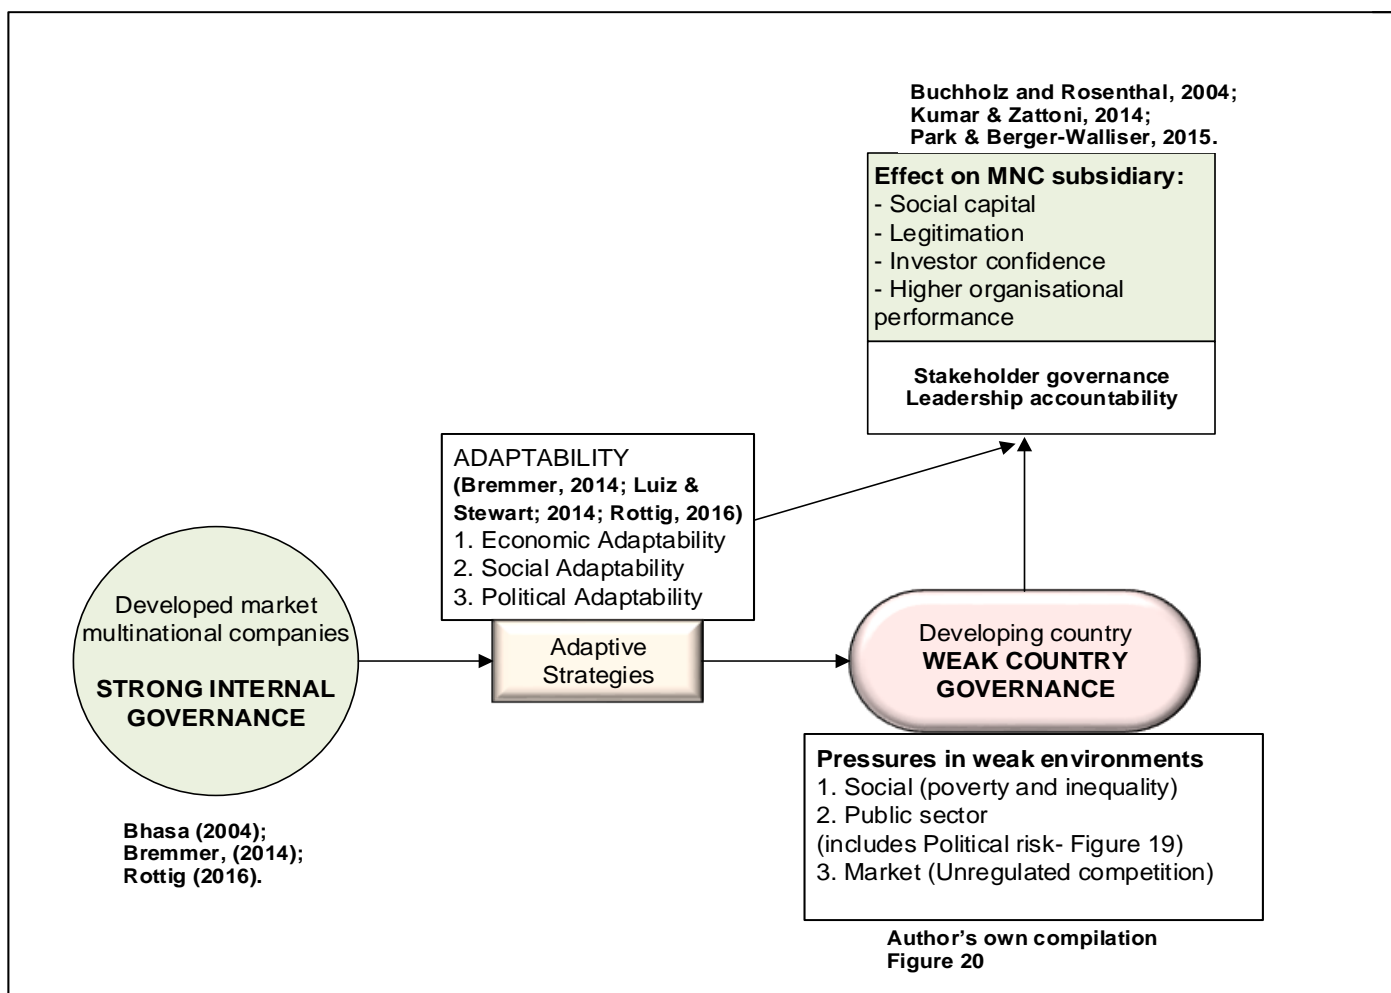 Buchholz and Rosenthal, 2004;
Kumar & Zattoni, 2014;
Park & Berger-Walliser, 2015.
Effect on MNC subsidiary:
- Social capital
- Legitimation
- Investor confidence
- Higher organisational
performance
Stakeholder governance
Leadership accountability
ADAPTABILITY
(Bremmer, 2014; Luiz &
Stewart; 2014; Rottig, 2016)
1. Economic Adaptability
2. Social Adaptability
3. Political Adaptability
Developed market
multinational companies
STRONG INTERNAL
GOVERNANCE
Adaptive
Strategies
Developing country
WEAK COUNTRY
GOVERNANCE
Pressures in weak environments
1. Social (poverty and inequality)
2. Public sector
(includes Political risk- Figure 19)
3. Market (Unregulated competition)
Bhasa (2004);
Bremmer, (2014);
Rottig (2016).
Author’s own compilation
Figure 20